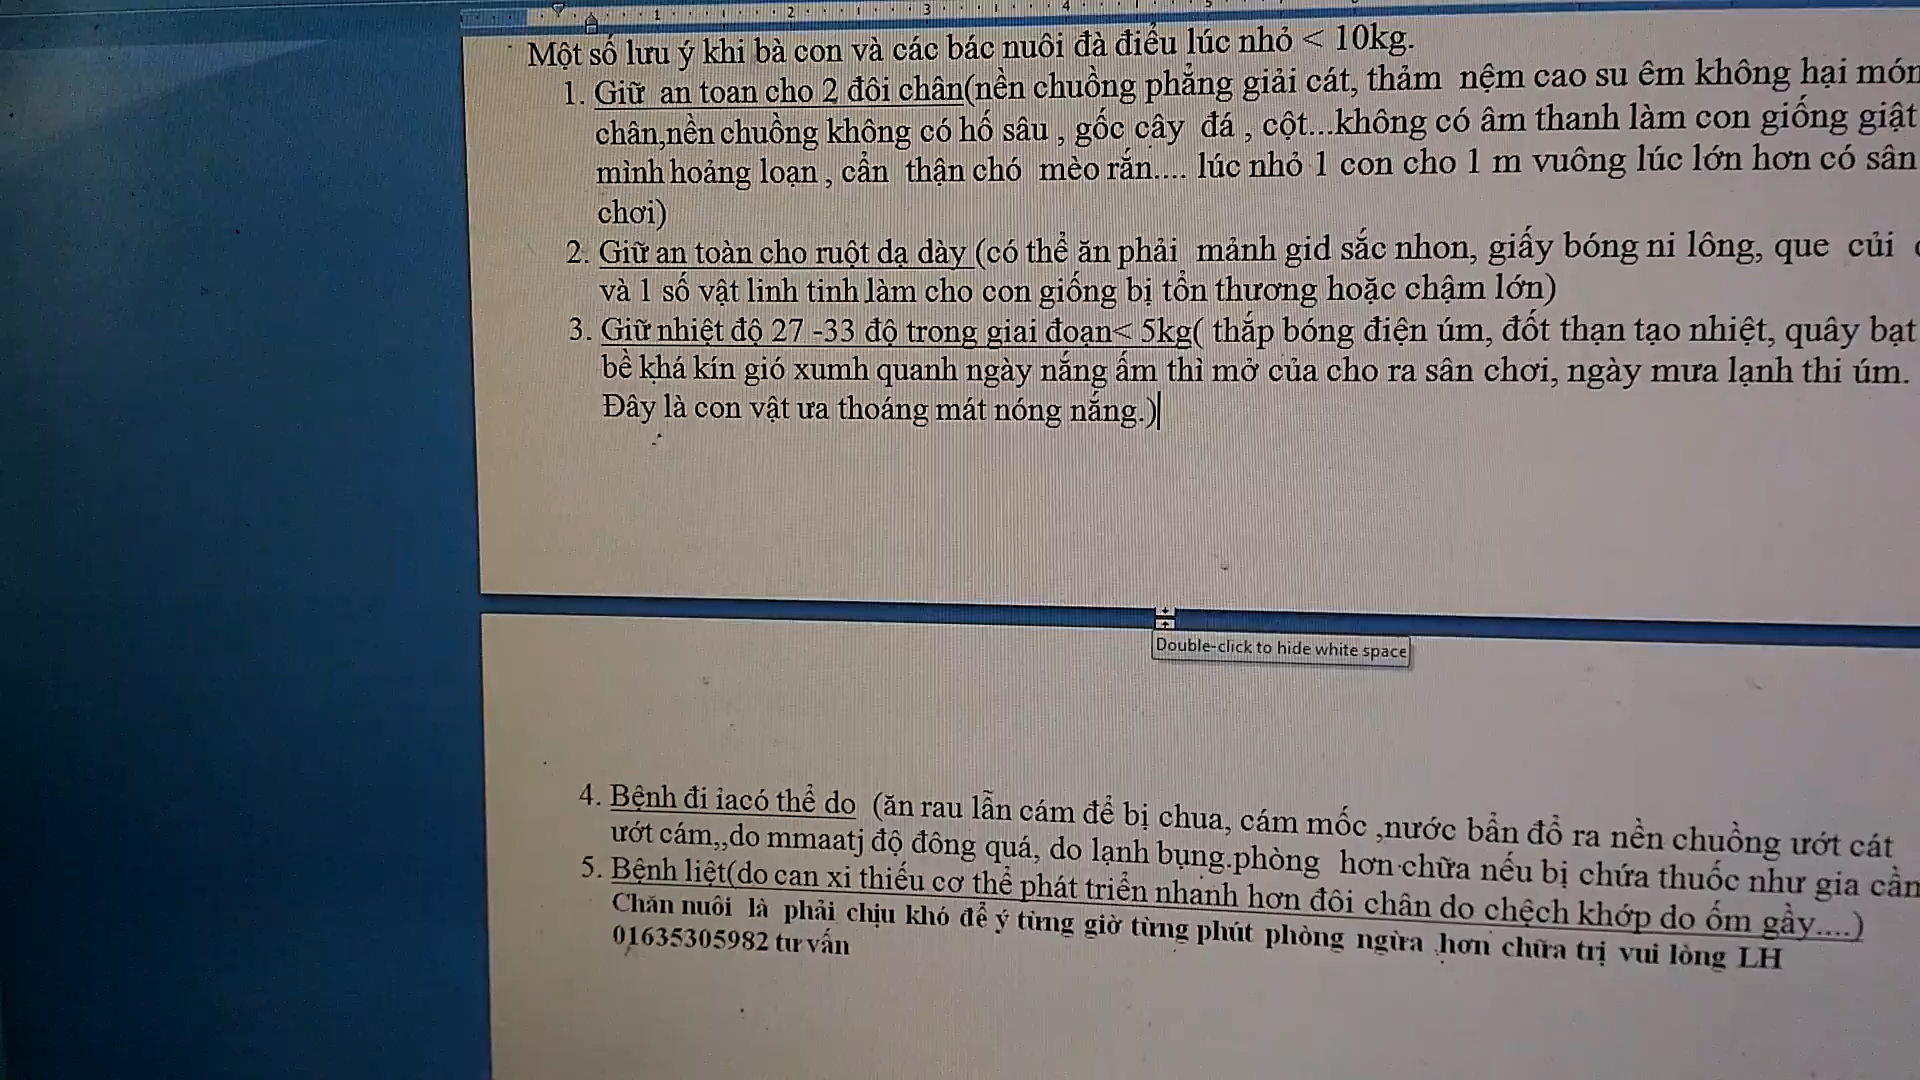 1 2 3 4 5
Một số lưu ý khi bà con và các bác nuôi đà điểu lúc nhỏ < 10kg.
1. Giữ an toan cho 2 đôi chân(nền chuồng phẳng giải cát, thảm nệm cao su êm không hại món
chân,nền chuồng không có hố sâu , gốc cậy đá , cột...không có âm thanh làm con giống giật
mình hoảng loạn , cẩn thận chó mèo rắn.... lúc nhỏ 1 con cho 1 m vuông lúc lớn hơn có sân
chơi)
2. Giữ an toàn cho ruột dạ dày (có thể ăn phải mảnh gid sắc nhon, giấy bóng ni lông, que củi
và 1 số vật linh tinh làm cho con giống bị tổn thương hoặc chậm lớn)
3. Giữ nhiệt độ 27 -33 độ trong giai đoạn< 5kg( thắp bóng điện úm, đốt thạn tạo nhiệt, quây bạt
bề khá kín gió xumh quanh ngày nắng ấm thì mở của cho ra sân chơi, ngày mưa lạnh thi úm.
Đây là con vật ưa thoáng mát nóng nắng.)
Double-click to hide white space
4. Bệnh đi iacó thể do (ăn rau lẫn cám để bị chua, cám mốc ,nước bẩn đổ ra nền chuồng ướt cát
ướt cám,,do mmaatj độ đông quá, do lạnh bụng.phòng hơn chữa nếu bị chứa thuốc như gia cần
5. Bệnh liệt(do can xi thiếu cơ thể phát triển nhanh hơn đôi chân do chệch khớp do ốm gầy....)
Chăn nuôi là phải chịu khó để ý từng giờ từng phút phòng ngừa hơn chữa trị vui lòng LH
01635305982 tư vấn